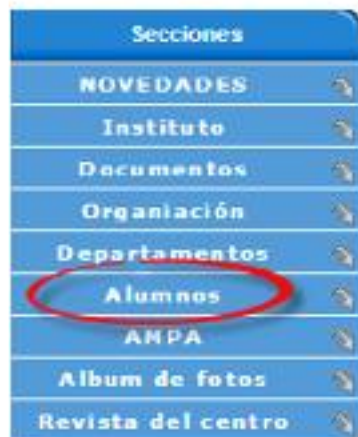 Secciones
NOVEDADES
Instituto
Documentos
Organiación
Departamentos
Alumnos
AMPA
Album de fotos
Revista del centro